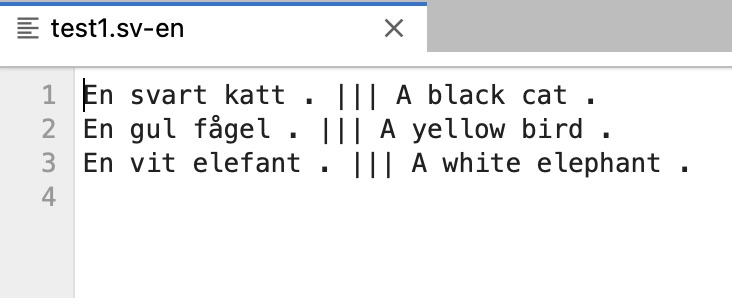 test1.sv-en
1 En svart katt . ||| A black cat .
2 En gul fågel . ||| A yellow bird .
3 En vit elefant . ||| A white elephant .
4